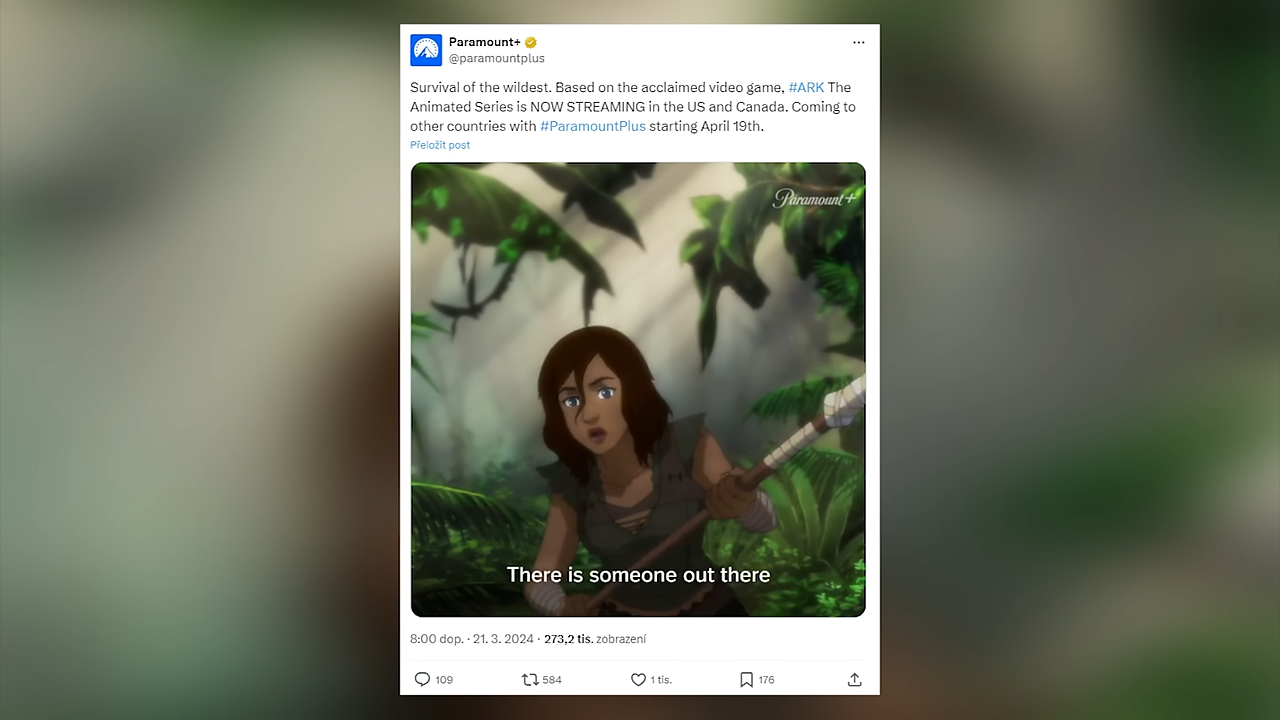 Paramount+
@paramountplus
Survival of the wildest. Based on the acclaimed video game, #ARK The
Animated Series is NOW STREAMING in the US and Canada. Coming to
other countries with #ParamountPlus starting April 19th.
Přeložit post
Paramount+
There is someone out there
8:00 dop. · 21. 3. 2024 · 273,2 tis. zobrazení
109 584 1 tis. 176